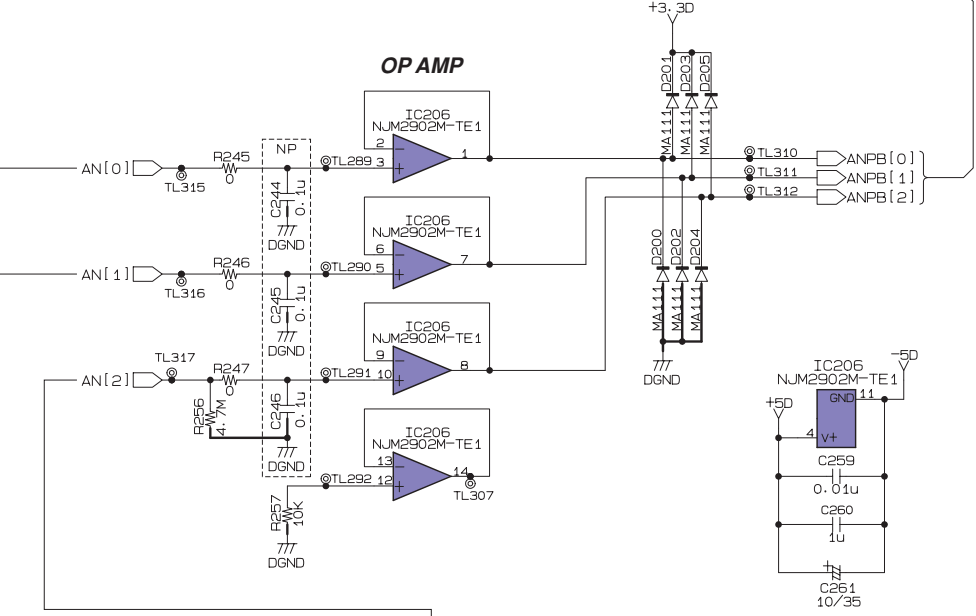 +3.3D
OP AMP
D201
D203
D205
MA111
MA111
MA111
IC206
NJM2902M-TE1
NP
2
3
1
AN[0]
R245
0
TL315
TL289
C244
0.1u
DGND
TL310
TL311
TL312
ANPB[0]
ANPB[1]
ANPB[2]
IC206
NJM2902M-TE1
6
5
7
AN[1]
R246
0
TL316
TL290
C245
0.1u
DGND
D200
D202
D204
MA111
MA111
MA111
DGND
IC206
NJM2902M-TE1
9
10
8
TL317
AN[2]
R247
0
TL291
R256
4.7M
C246
0.1u
DGND
IC206
NJM2902M-TE1
13
12
14
TL292
TL307
R257
10K
DGND
IC206
NJM2902M-TE1
-5D
+5D
GND
11
4
V+
C259
0.01u
C260
1u
+
C261
10/35